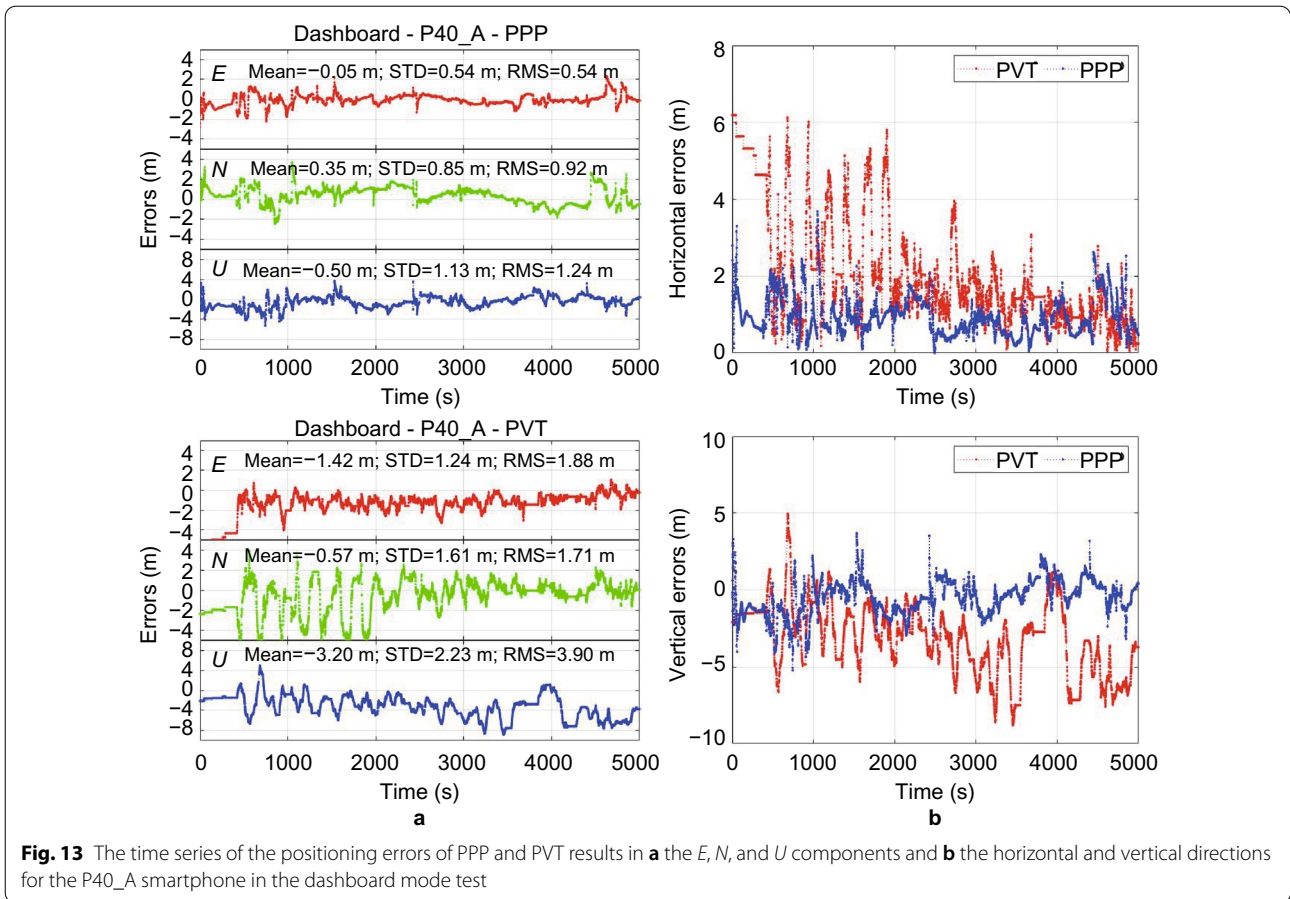 Dashboard - P40_A - PPP
4
2
0
−2
−4
E Mean=−0.05 m; STD=0.54 m; RMS=0.54 m
4
2
0
−2
−4
N Mean=0.35 m; STD=0.85 m; RMS=0.92 m
8
4
0
−4
−8
U Mean=−0.50 m; STD=1.13 m; RMS=1.24 m
Errors (m)
0 1000 2000 3000 4000 5000
Time (s)
8
6
4
2
0
Horizontal errors (m)
PVT PPP
0 1000 2000 3000 4000 5000
Time (s)
Dashboard - P40_A - PVT
4
2
0
−2
−4
E Mean=−1.42 m; STD=1.24 m; RMS=1.88 m
4
2
0
−2
−4
N Mean=−0.57 m; STD=1.61 m; RMS=1.71 m
8
4
0
−4
−8
U Mean=−3.20 m; STD=2.23 m; RMS=3.90 m
Errors (m)
0 1000 2000 3000 4000 5000
Time (s)
a
10
5
0
−5
−10
Vertical errors (m)
PVT PPP
0 1000 2000 3000 4000 5000
Time (s)
b
Fig. 13 The time series of the positioning errors of PPP and PVT results in a the E, N, and U components and b the horizontal and vertical directions
for the P40_A smartphone in the dashboard mode test